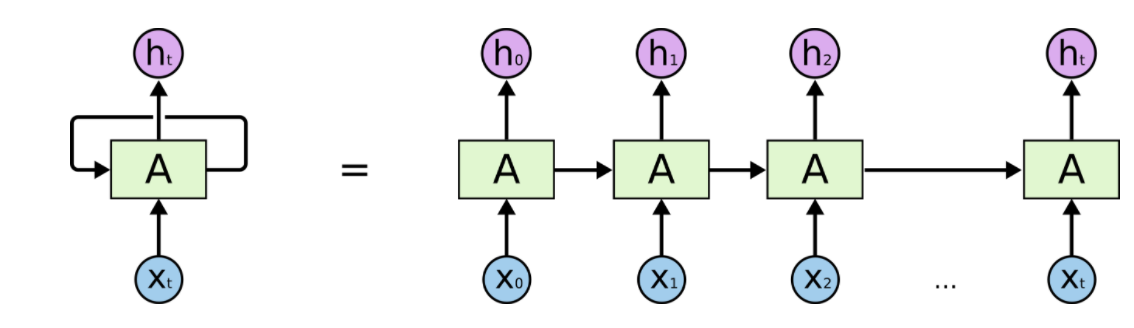 hₜ h₀ h₁ h₂ hₜ
A = A A A A
xₜ x₀ x₁ x₂ ... xₜ